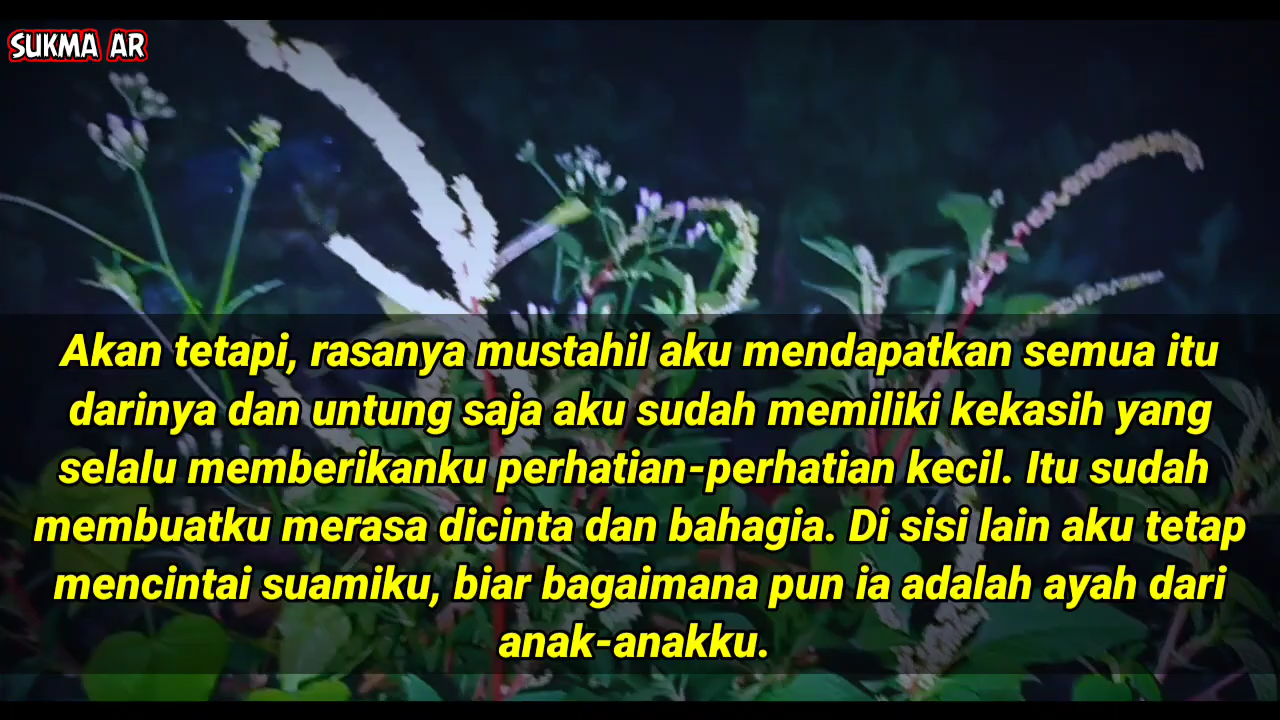 SUKMA AR
Akan tetapi, rasanya mustahil aku mendapatkan semua itu
darinya dan untung saja aku sudah memiliki kekasih yang
selalu memberikanku perhatian-perhatian kecil. Itu sudah
membuatku merasa dicinta dan bahagia. Di sisi lain aku tetap
mencintai suamiku, biar bagaimana pun ia adalah ayah dari
anak-anakku.